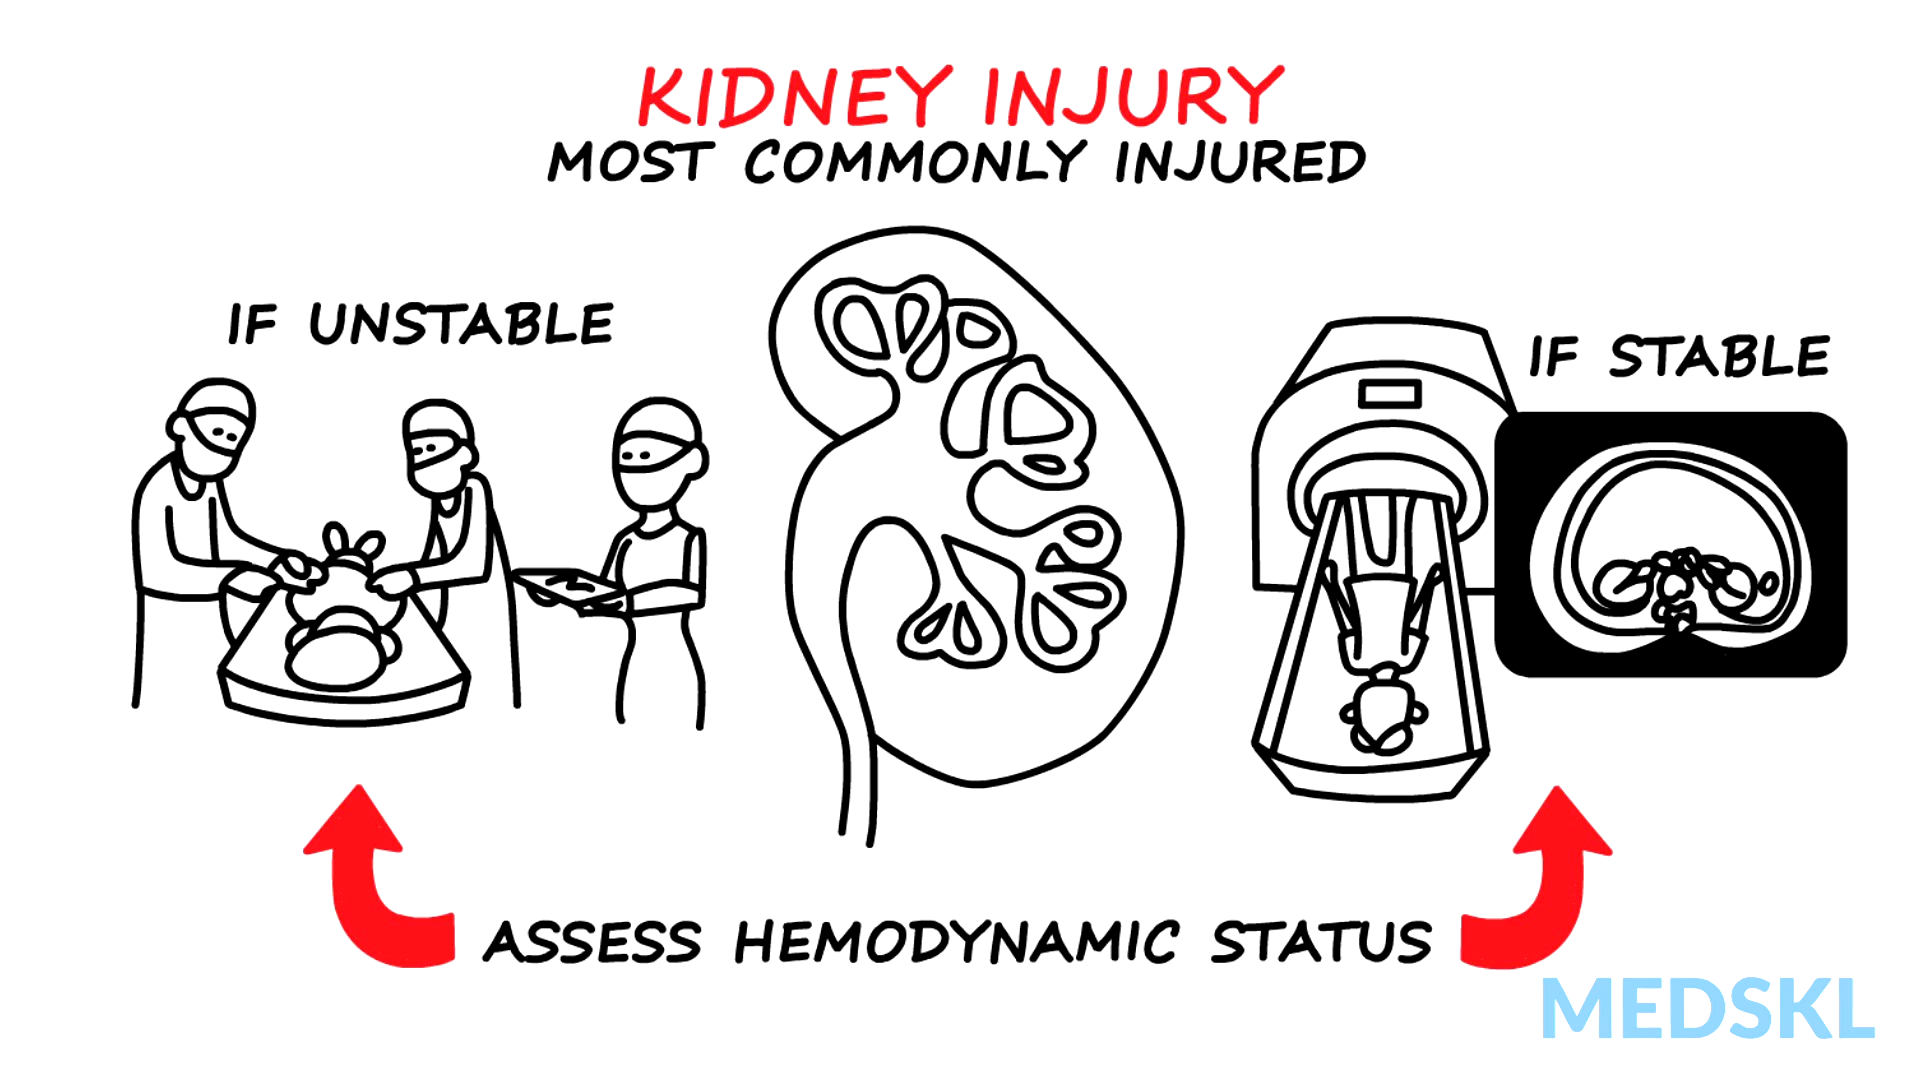 KIDNEY INJURY
MOST COMMONLY INJURED
IF UNSTABLE
IF STABLE
ASSESS HEMODYNAMIC STATUS
MEDSKL